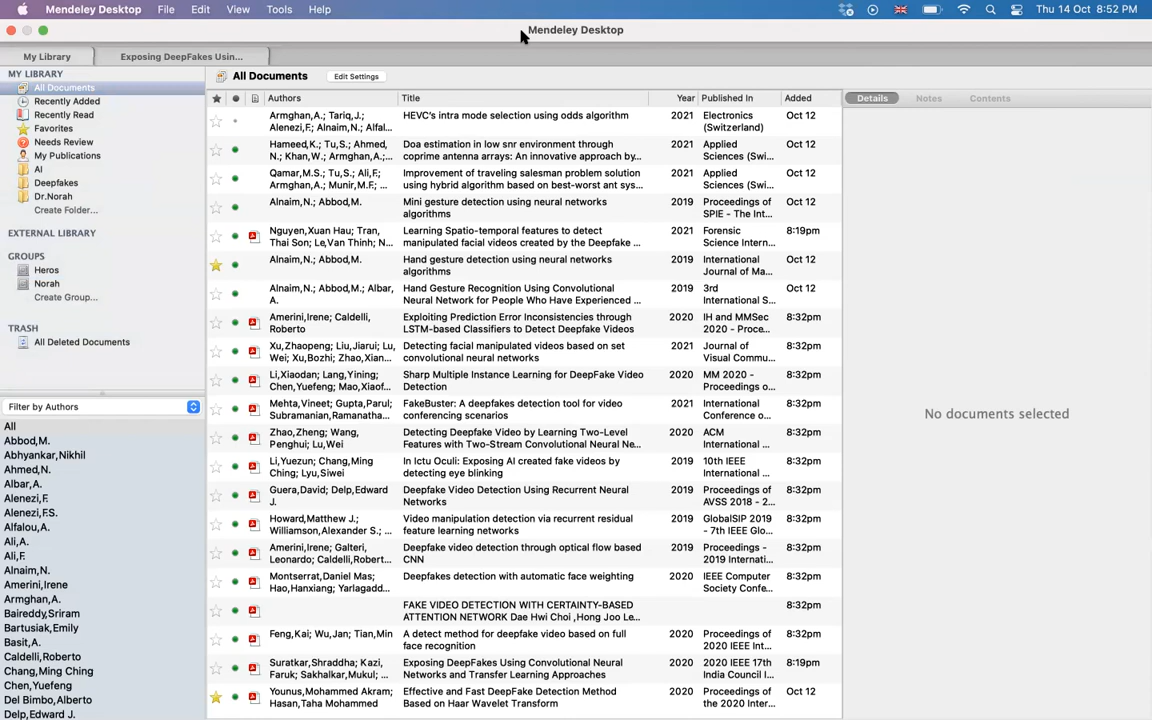 Mendeley Desktop File Edit View Tools Help Thu 14 Oct 8:52 PM
Mendeley Desktop
My Library Exposing DeepFakes Usin...
MY LIBRARY
All Documents
Recently Added
Recently Read
Favorites
Needs Review
My Publications
AI
Deepfakes
Dr.Norah
Create Folder...
EXTERNAL LIBRARY
GROUPS
Heros
Norah
Create Group...
TRASH
All Deleted Documents
Filter by Authors
All
Abbod,M.
Abhyankar,Nikhil
Ahmed,N.
Albar,A.
Alenezi,F.
Alenezi,F.S.
Alfalou,A.
Ali,A.
Ali,F.
Alnaim,N.
Amerini,Irene
Armghan,A.
Baireddy,Sriram
Bartusiak,Emily
Basit,A.
Caldelli,Roberto
Chang,Ming Ching
Chen,Yuefeng
Del Bimbo,Alberto
Delp,Edward J.
All Documents Edit Settings
Authors Title Year Published In Added
Armghan,A.; Tariq,J.; HEVC's intra mode selection using odds algorithm 2021 Electronics Oct 12
Alenezi,F.; Alnaim,N.; Alfal... (Switzerland)
Hameed,K.; Tu,S.; Ahmed, Doa estimation in low snr environment through 2021 Applied Oct 12
N.; Khan,W.; Armghan,A.;... coprime antenna arrays: An innovative approach by... Sciences (Swi...
Qamar,M.S.; Tu,S.; Ali,F.; Improvement of traveling salesman problem solution 2021 Applied Oct 12
Armghan,A.; Munir,M.F.; ... using hybrid algorithm based on best-worst ant sys... Sciences (Swi...
Alnaim,N.; Abbod,M. Mini gesture detection using neural networks 2019 Proceedings of Oct 12
algorithms SPIE - The Int...
Nguyen,Xuan Hau; Tran, Learning Spatio-temporal features to detect 2021 Forensic 8:19pm
Thai Son; Le,Van Thinh; N... manipulated facial videos created by the Deepfake ... Science Intern...
Alnaim,N.; Abbod,M. Hand gesture detection using neural networks 2019 International Oct 12
algorithms Journal of Ma...
Alnaim,N.; Abbod,M.; Albar, Hand Gesture Recognition Using Convolutional 2019 3rd Oct 12
A. Neural Network for People Who Have Experienced ... International S...
Amerini,Irene; Caldelli, Exploiting Prediction Error Inconsistencies through 2020 IH and MMSec 8:32pm
Roberto LSTM-based Classifiers to Detect Deepfake Videos 2020 - Proce...
Xu,Zhaopeng; Liu,Jiarui; Lu, Detecting facial manipulated videos based on set 2021 Journal of 8:32pm
Wei; Xu,Bozhi; Zhao,Xian... convolutional neural networks Visual Commu...
Li,Xiaodan; Lang,Yining; Sharp Multiple Instance Learning for DeepFake Video 2020 MM 2020 - 8:32pm
Chen,Yuefeng; Mao,Xiaof... Detection Proceedings o...
Mehta,Vineet; Gupta,Parul; FakeBuster: A deepfakes detection tool for video 2021 International 8:32pm
Subramanian,Ramanatha... conferencing scenarios Conference o...
Zhao,Zheng; Wang, Detecting Deepfake Video by Learning Two-Level 2020 ACM 8:32pm
Penghui; Lu,Wei Features with Two-Stream Convolutional Neural Ne... International ...
Li,Yuezun; Chang,Ming In Ictu Oculi: Exposing AI created fake videos by 2019 10th IEEE 8:32pm
Ching; Lyu,Siwei detecting eye blinking International ...
Guera,David; Delp,Edward Deepfake Video Detection Using Recurrent Neural 2019 Proceedings of 8:32pm
J. Networks AVSS 2018 - 2...
Howard,Matthew J.; Video manipulation detection via recurrent residual 2019 GlobalSIP 2019 8:32pm
Williamson,Alexander S.; ... feature learning networks - 7th IEEE Glo...
Amerini,Irene; Galteri, Deepfake video detection through optical flow based 2019 Proceedings - 8:32pm
Leonardo; Caldelli,Robert... CNN 2019 Internati...
Montserrat,Daniel Mas; Deepfakes detection with automatic face weighting 2020 IEEE Computer 8:32pm
Hao,Hanxiang; Yarlagadd... Society Confe...
FAKE VIDEO DETECTION WITH CERTAINTY-BASED 8:32pm
ATTENTION NETWORK Dae Hwi Choi ,Hong Joo Le...
Feng,Kai; Wu,Jan; Tian,Min A detect method for deepfake video based on full 2020 Proceedings of 8:32pm
face recognition 2020 IEEE Int...
Suratkar,Shraddha; Kazi, Exposing DeepFakes Using Convolutional Neural 2020 2020 IEEE 17th 8:19pm
Faruk; Sakhalkar,Mukul; ... Networks and Transfer Learning Approaches India Council I...
Younus,Mohammed Akram; Effective and Fast DeepFake Detection Method 2020 Proceedings of Oct 12
Hasan,Taha Mohammed Based on Haar Wavelet Transform the 2020 Inter...
Details Notes Contents
No documents selected